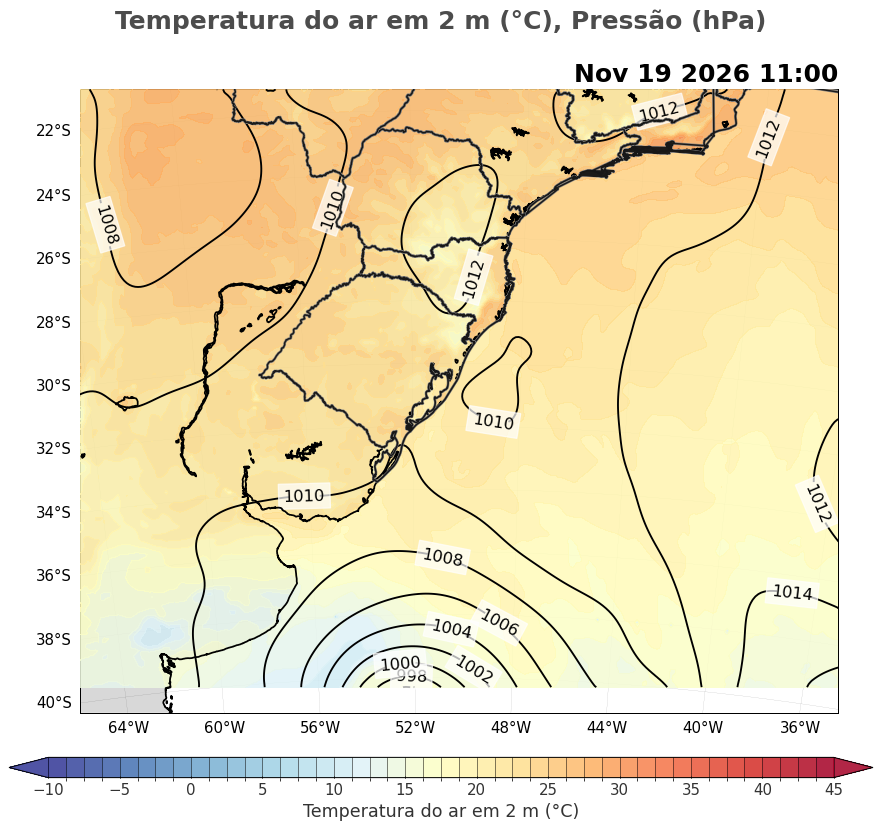 Temperatura do ar em 2 m (°C), Pressão (hPa)
Nov 19 2026 11:00
22°S
24°S
26°S
28°S
30°S
32°S
34°S
36°S
38°S
40°S
1012
1012
1008
1010
1012
1010
1010
1012
1008
1014
1006
1004
1002
1000
998
64°W
60°W
56°W
52°W
48°W
44°W
40°W
36°W
−10
−5
0
5
10
15
20
25
30
35
40
45
Temperatura do ar em 2 m (°C)